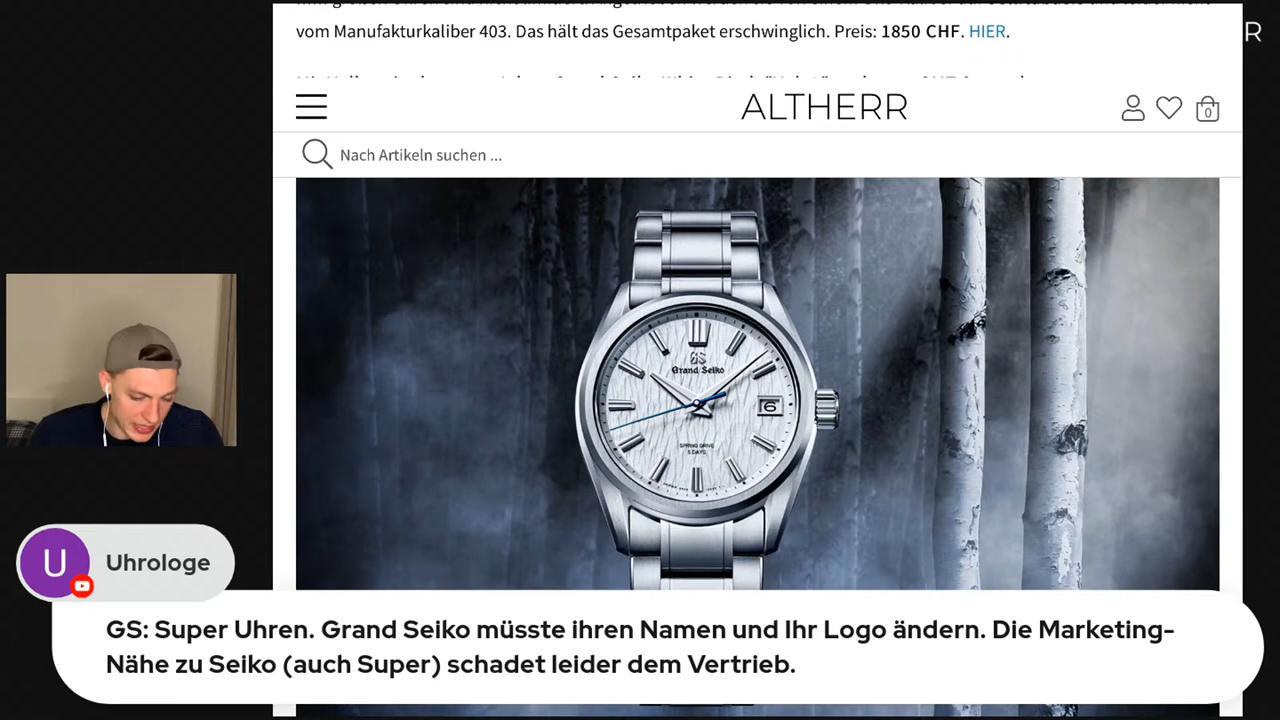 vom Manufakturkaliber 403. Das hält das Gesamtpaket erschwinglich. Preis: 1850 CHF. HIER.
R
ALTHERR
0
Nach Artikeln suchen ...
GS
Grand Seiko
6
SPRING DRIVE
5 DAYS
U
Uhrologe
GS: Super Uhren. Grand Seiko müsste ihren Namen und Ihr Logo ändern. Die Marketing-
Nähe zu Seiko (auch Super) schadet leider dem Vertrieb.